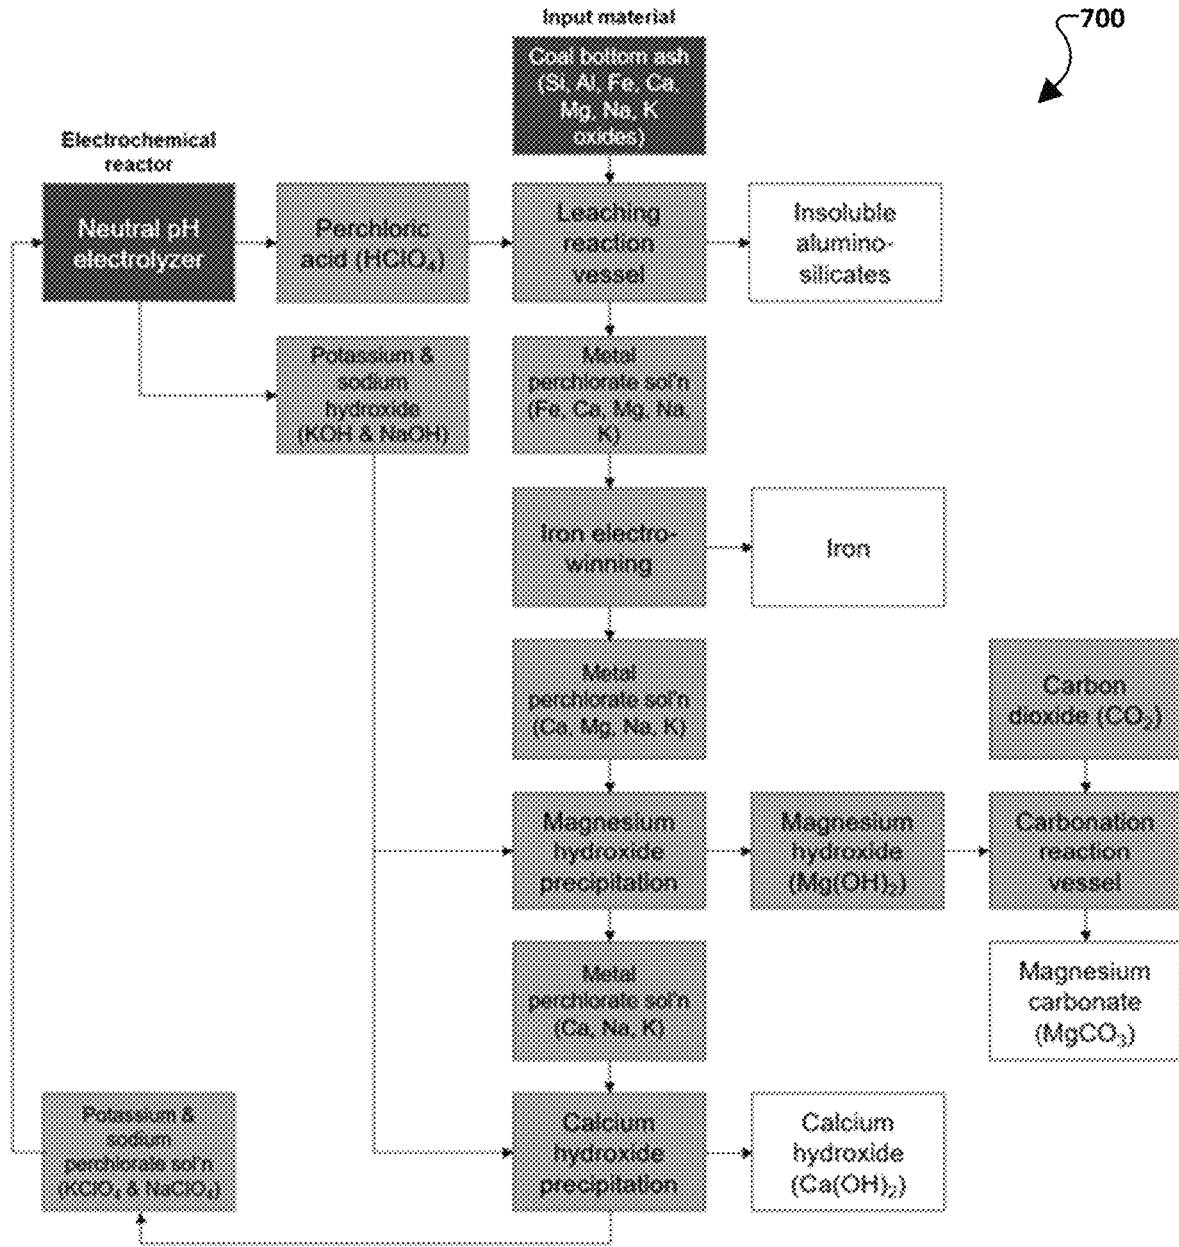 Input material
700
Coal bottom ash
(Si, Al, Fe, Ca,
Mg, Na, K
oxides)
Electrochemical
reactor
Neutral pH
electrolyzer
Perchloric
acid (HClO₄)
Leaching
reaction
vessel
Insoluble
alumino-
silicates
Potassium &
sodium
hydroxide
(KOH & NaOH)
Metal
perchlorate sol'n
(Fe, Ca, Mg, Na,
K)
Iron electro-
winning
Iron
Metal
perchlorate sol'n
(Ca, Mg, Na, K)
Carbon
dioxide (CO₂)
Magnesium
hydroxide
precipitation
Magnesium
hydroxide
(Mg(OH)₂)
Carbonation
reaction
vessel
Metal
perchlorate sol'n
(Ca, Na, K)
Magnesium
carbonate
(MgCO₃)
Potassium &
sodium
perchlorate sol'n
(KClO₄ & NaClO₄)
Calcium
hydroxide
precipitation
Calcium
hydroxide
(Ca(OH)₂)